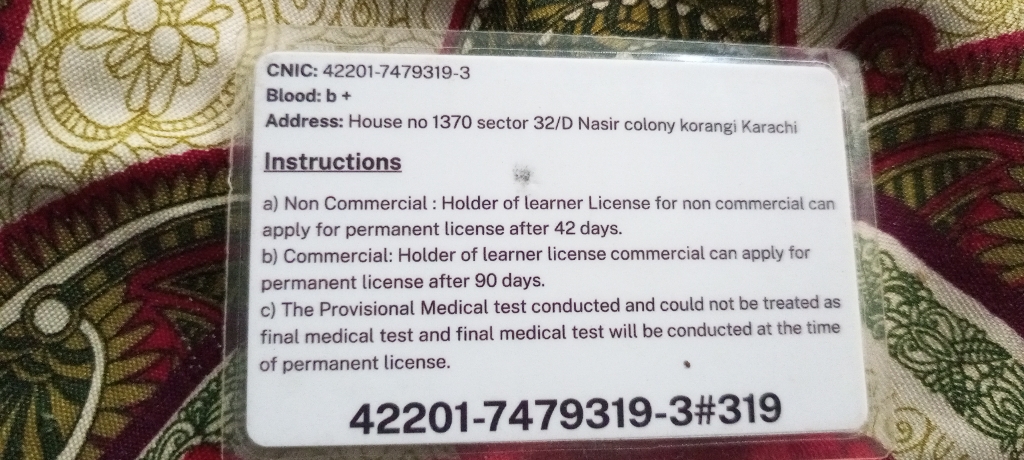 CNIC: 42201-7479319-3
Blood: b +
Address: House no 1370 sector 32/D Nasir colony korangi Karachi
Instructions
a) Non Commercial : Holder of learner License for non commercial can
apply for permanent license after 42 days.
b) Commercial: Holder of learner license commercial can apply for
permanent license after 90 days.
c) The Provisional Medical test conducted and could not be treated as
final medical test and final medical test will be conducted at the time
of permanent license.
42201-7479319-3#319